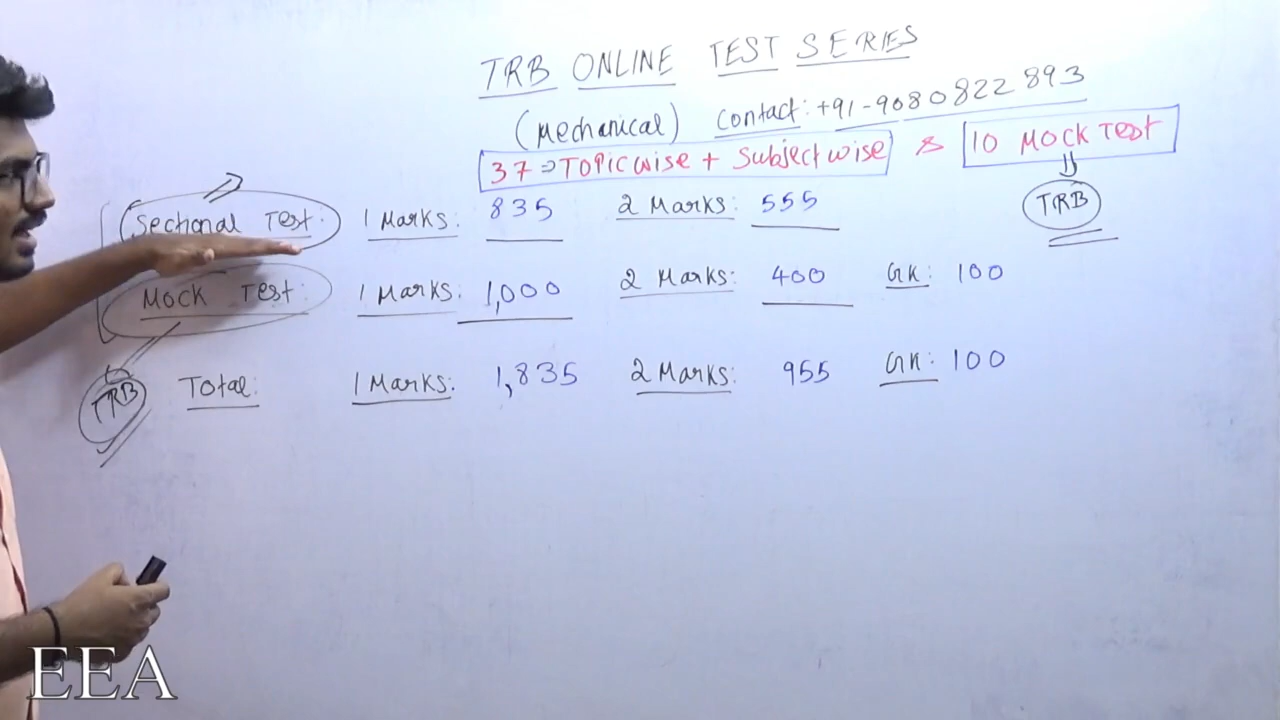 TRB ONLINE TEST SERIES
(Mechanical) contact: +91-9080822893
37 ⇒ Topic wise + Subject wise & 10 Mock Test
TRB
Sectional Test: 1 Marks: 835 2 Marks: 555
Mock Test: 1 Marks: 1,000 2 Marks: 400 GK: 100
TRB
Total: 1 Marks: 1,835 2 Marks: 955 GK: 100
EEA